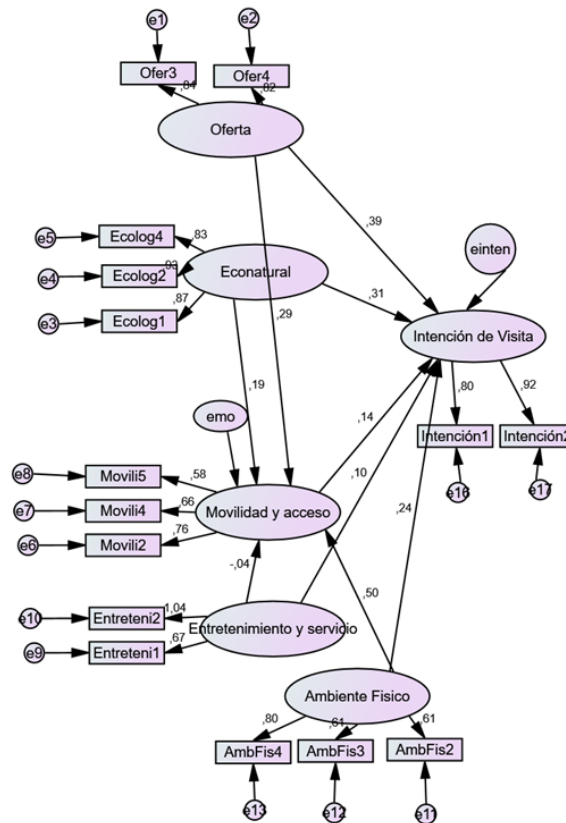 e1
e2
Ofer3
Ofer4
,84
,82
Oferta
,39
e5
Ecolog4
,83
e4
Ecolog2
,93
Econatural
einten
e3
Ecolog1
,87
,31
,29
Intención de Visita
,19
,80
,92
emo
,14
Intención1
Intención2
e8
Movili5
,58
,10
e16
e17
e7
Movili4
,66
Movilidad y acceso
,24
e6
Movili2
,76
-,04
,50
e10
Entreteni2
1,04
Entretenimiento y servicio
e9
Entreteni1
,67
Ambiente Fisico
,80
,61
,61
AmbFis4
AmbFis3
AmbFis2
e13
e12
e11